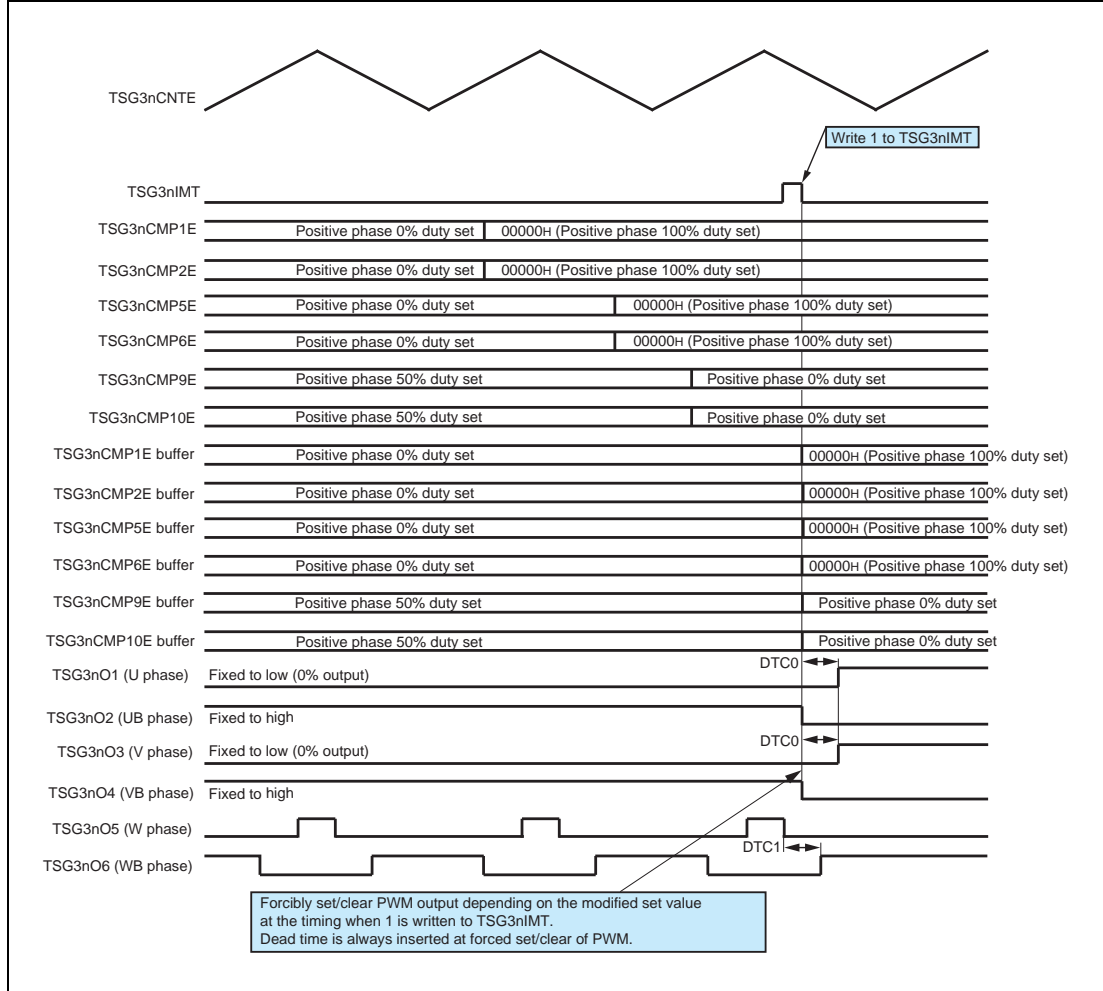 TSG3nCNTE
Write 1 to TSG3nIMT
TSG3nIMT
TSG3nCMP1E Positive phase 0% duty set 00000H (Positive phase 100% duty set)
TSG3nCMP2E Positive phase 0% duty set 00000H (Positive phase 100% duty set)
TSG3nCMP5E Positive phase 0% duty set 00000H (Positive phase 100% duty set)
TSG3nCMP6E Positive phase 0% duty set 00000H (Positive phase 100% duty set)
TSG3nCMP9E Positive phase 50% duty set Positive phase 0% duty set
TSG3nCMP10E Positive phase 50% duty set Positive phase 0% duty set
TSG3nCMP1E buffer Positive phase 0% duty set 00000H (Positive phase 100% duty set)
TSG3nCMP2E buffer Positive phase 0% duty set 00000H (Positive phase 100% duty set)
TSG3nCMP5E buffer Positive phase 0% duty set 00000H (Positive phase 100% duty set)
TSG3nCMP6E buffer Positive phase 0% duty set 00000H (Positive phase 100% duty set)
TSG3nCMP9E buffer Positive phase 50% duty set Positive phase 0% duty set
TSG3nCMP10E buffer Positive phase 50% duty set Positive phase 0% duty set
DTC0
TSG3nO1 (U phase) Fixed to low (0% output)
TSG3nO2 (UB phase) Fixed to high
DTC0
TSG3nO3 (V phase) Fixed to low (0% output)
TSG3nO4 (VB phase) Fixed to high
TSG3nO5 (W phase)
DTC1
TSG3nO6 (WB phase)
Forcibly set/clear PWM output depending on the modified set value
at the timing when 1 is written to TSG3nIMT.
Dead time is always inserted at forced set/clear of PWM.